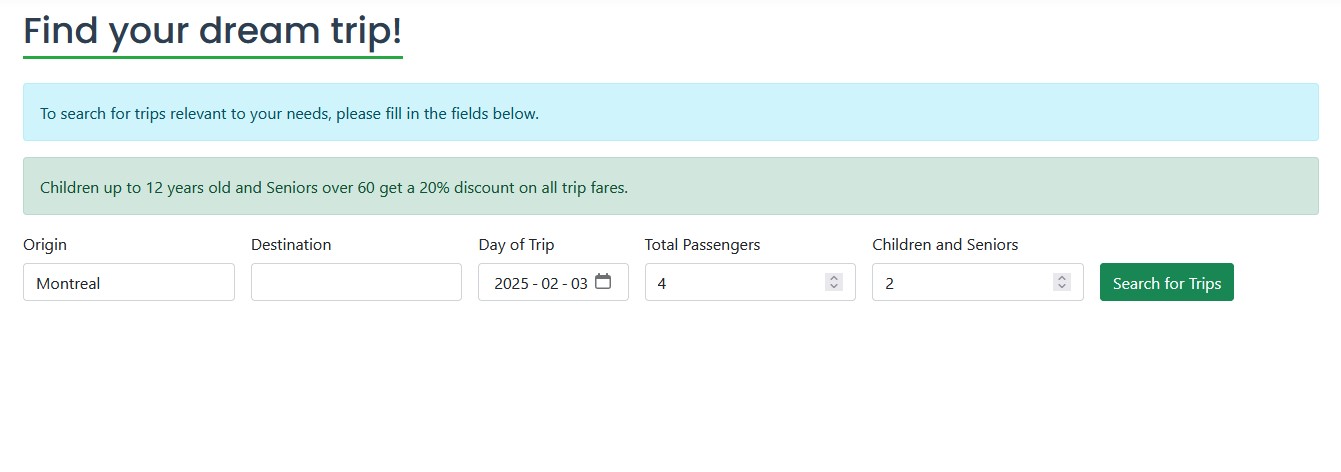 Find your dream trip!
To search for trips relevant to your needs, please fill in the fields below.
Children up to 12 years old and Seniors over 60 get a 20% discount on all trip fares.
Origin Destination Day of Trip Total Passengers Children and Seniors
Montreal 2025-02-03 4 2 Search for Trips